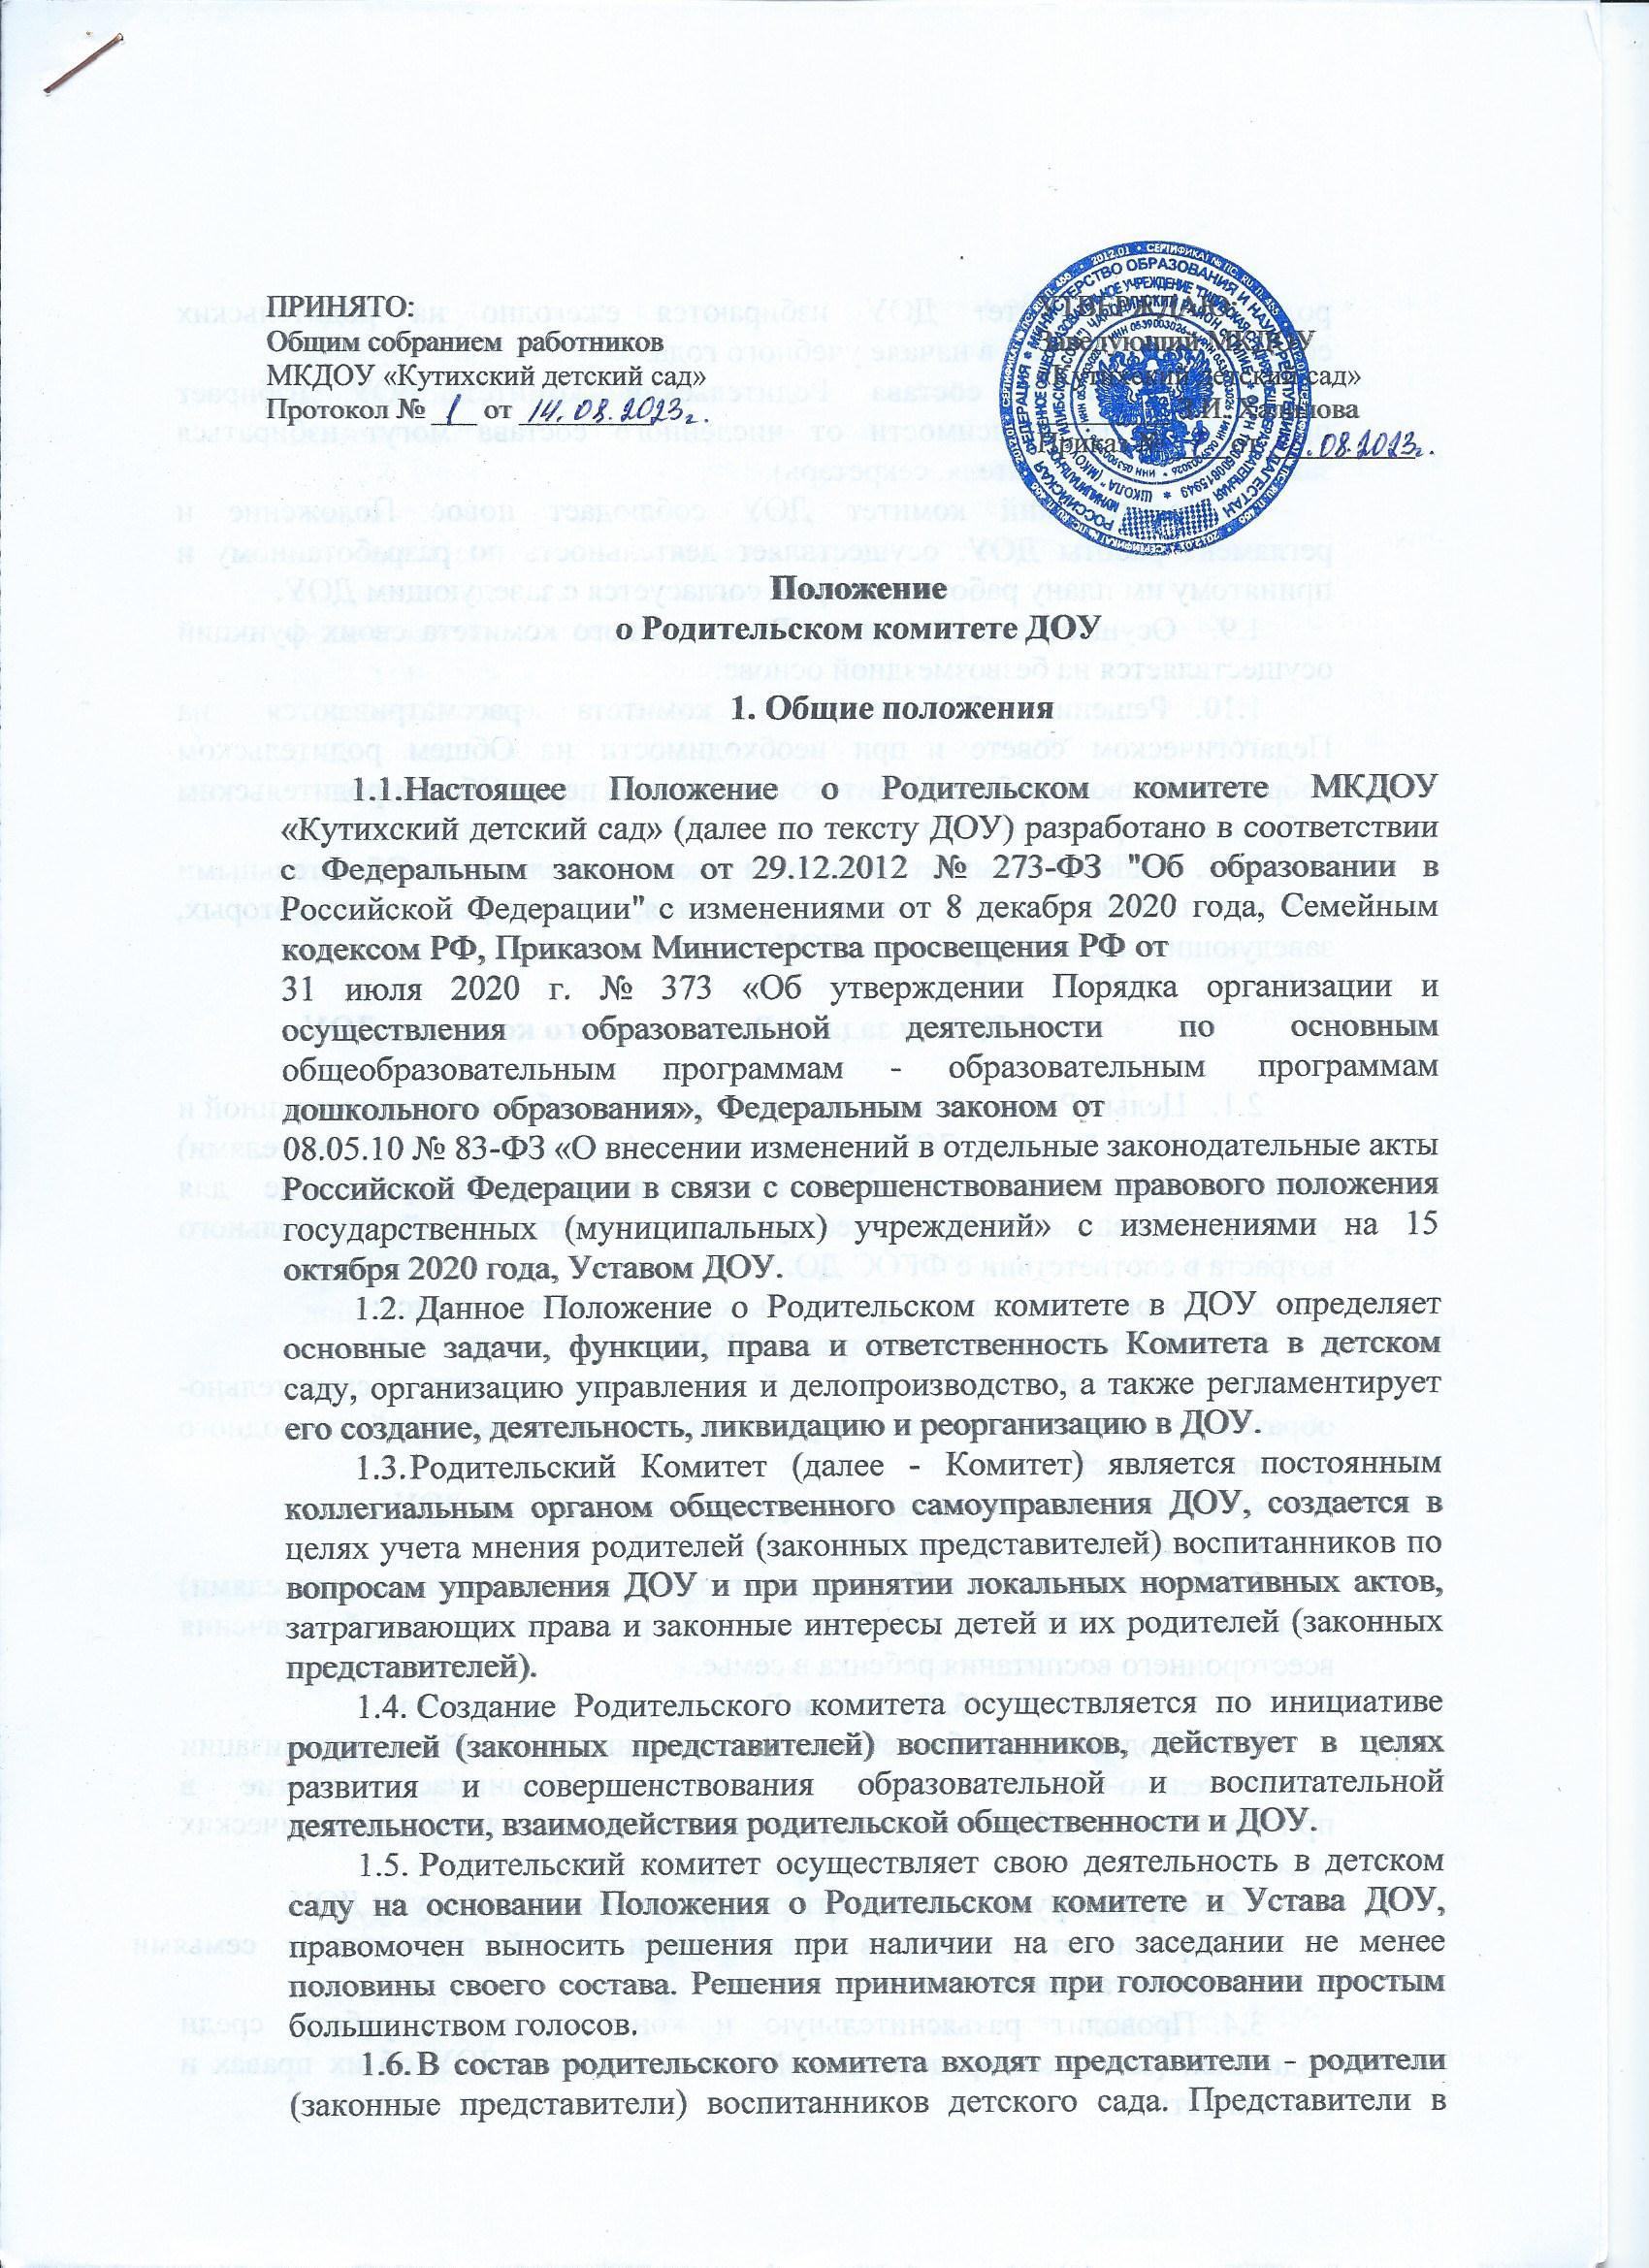 ПРИНЯТО:
Общим собранием работников
МКДОУ «Кутихский детский сад»
Протокол № 1 от 14.08.2023г.
УТВЕРЖДАЮ:
Заведующий МКДОУ
«Кутихский детский сад»
З.И. Халимова
Приказ № от .08.2023г.
Положение
о Родительском комитете ДОУ
1. Общие положения
1.1.Настоящее Положение о Родительском комитете МКДОУ
«Кутихский детский сад» (далее по тексту ДОУ) разработано в соответствии
с Федеральным законом от 29.12.2012 № 273-ФЗ "Об образовании в
Российской Федерации" с изменениями от 8 декабря 2020 года, Семейным
кодексом РФ, Приказом Министерства просвещения РФ от
31 июля 2020 г. № 373 «Об утверждении Порядка организации и
осуществления образовательной деятельности по основным
общеобразовательным программам - образовательным программам
дошкольного образования», Федеральным законом от
08.05.10 № 83-ФЗ «О внесении изменений в отдельные законодательные акты
Российской Федерации в связи с совершенствованием правового положения
государственных (муниципальных) учреждений» с изменениями на 15
октября 2020 года, Уставом ДОУ.
1.2. Данное Положение о Родительском комитете в ДОУ определяет
основные задачи, функции, права и ответственность Комитета в детском
саду, организацию управления и делопроизводство, а также регламентирует
его создание, деятельность, ликвидацию и реорганизацию в ДОУ.
1.3.Родительский Комитет (далее - Комитет) является постоянным
коллегиальным органом общественного самоуправления ДОУ, создается в
целях учета мнения родителей (законных представителей) воспитанников по
вопросам управления ДОУ и при принятии локальных нормативных актов,
затрагивающих права и законные интересы детей и их родителей (законных
представителей).
1.4. Создание Родительского комитета осуществляется по инициативе
родителей (законных представителей) воспитанников, действует в целях
развития и совершенствования образовательной и воспитательной
деятельности, взаимодействия родительской общественности и ДОУ.
1.5. Родительский комитет осуществляет свою деятельность в детском
саду на основании Положения о Родительском комитете и Устава ДОУ,
правомочен выносить решения при наличии на его заседании не менее
половины своего состава. Решения принимаются при голосовании простым
большинством голосов.
1.6.В состав родительского комитета входят представители - родители
(законные представители) воспитанников детского сада. Представители в